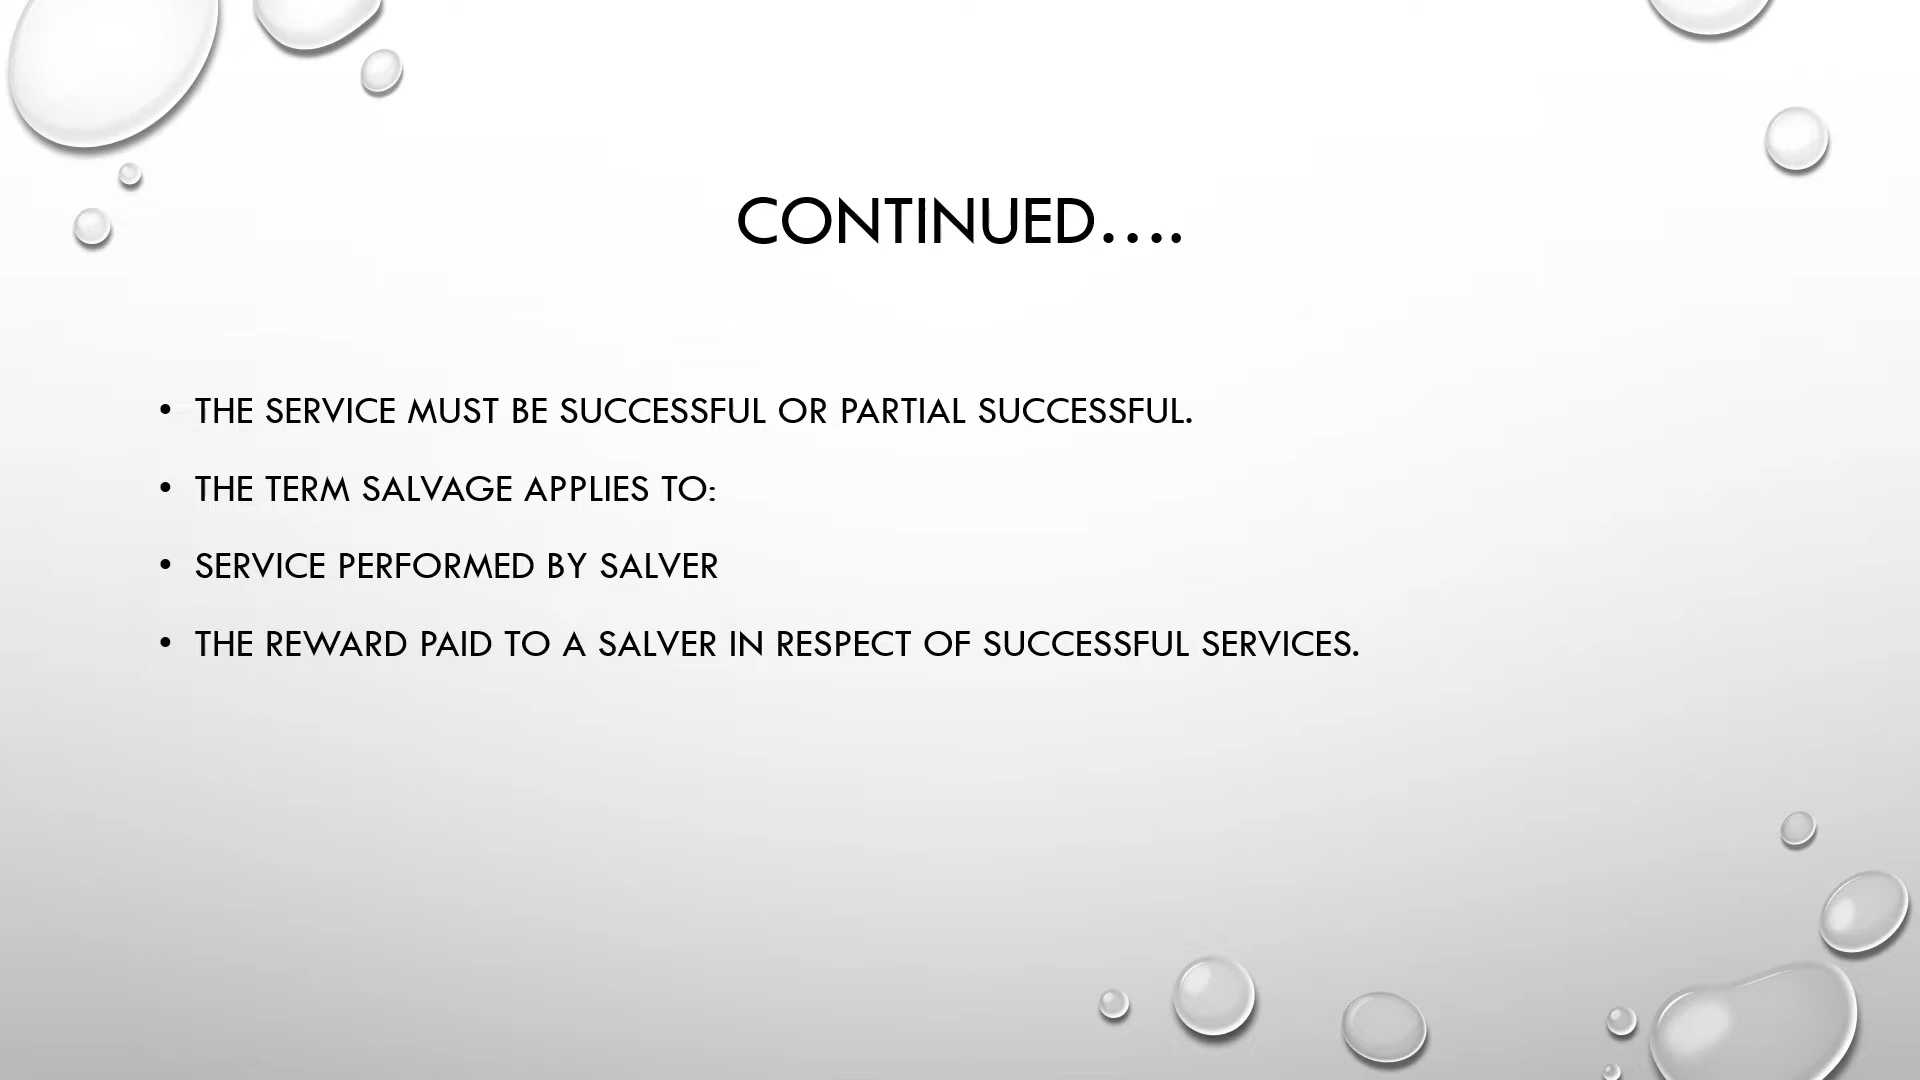 CONTINUED....
• THE SERVICE MUST BE SUCCESSFUL OR PARTIAL SUCCESSFUL.
• THE TERM SALVAGE APPLIES TO:
• SERVICE PERFORMED BY SALVER
• THE REWARD PAID TO A SALVER IN RESPECT OF SUCCESSFUL SERVICES.